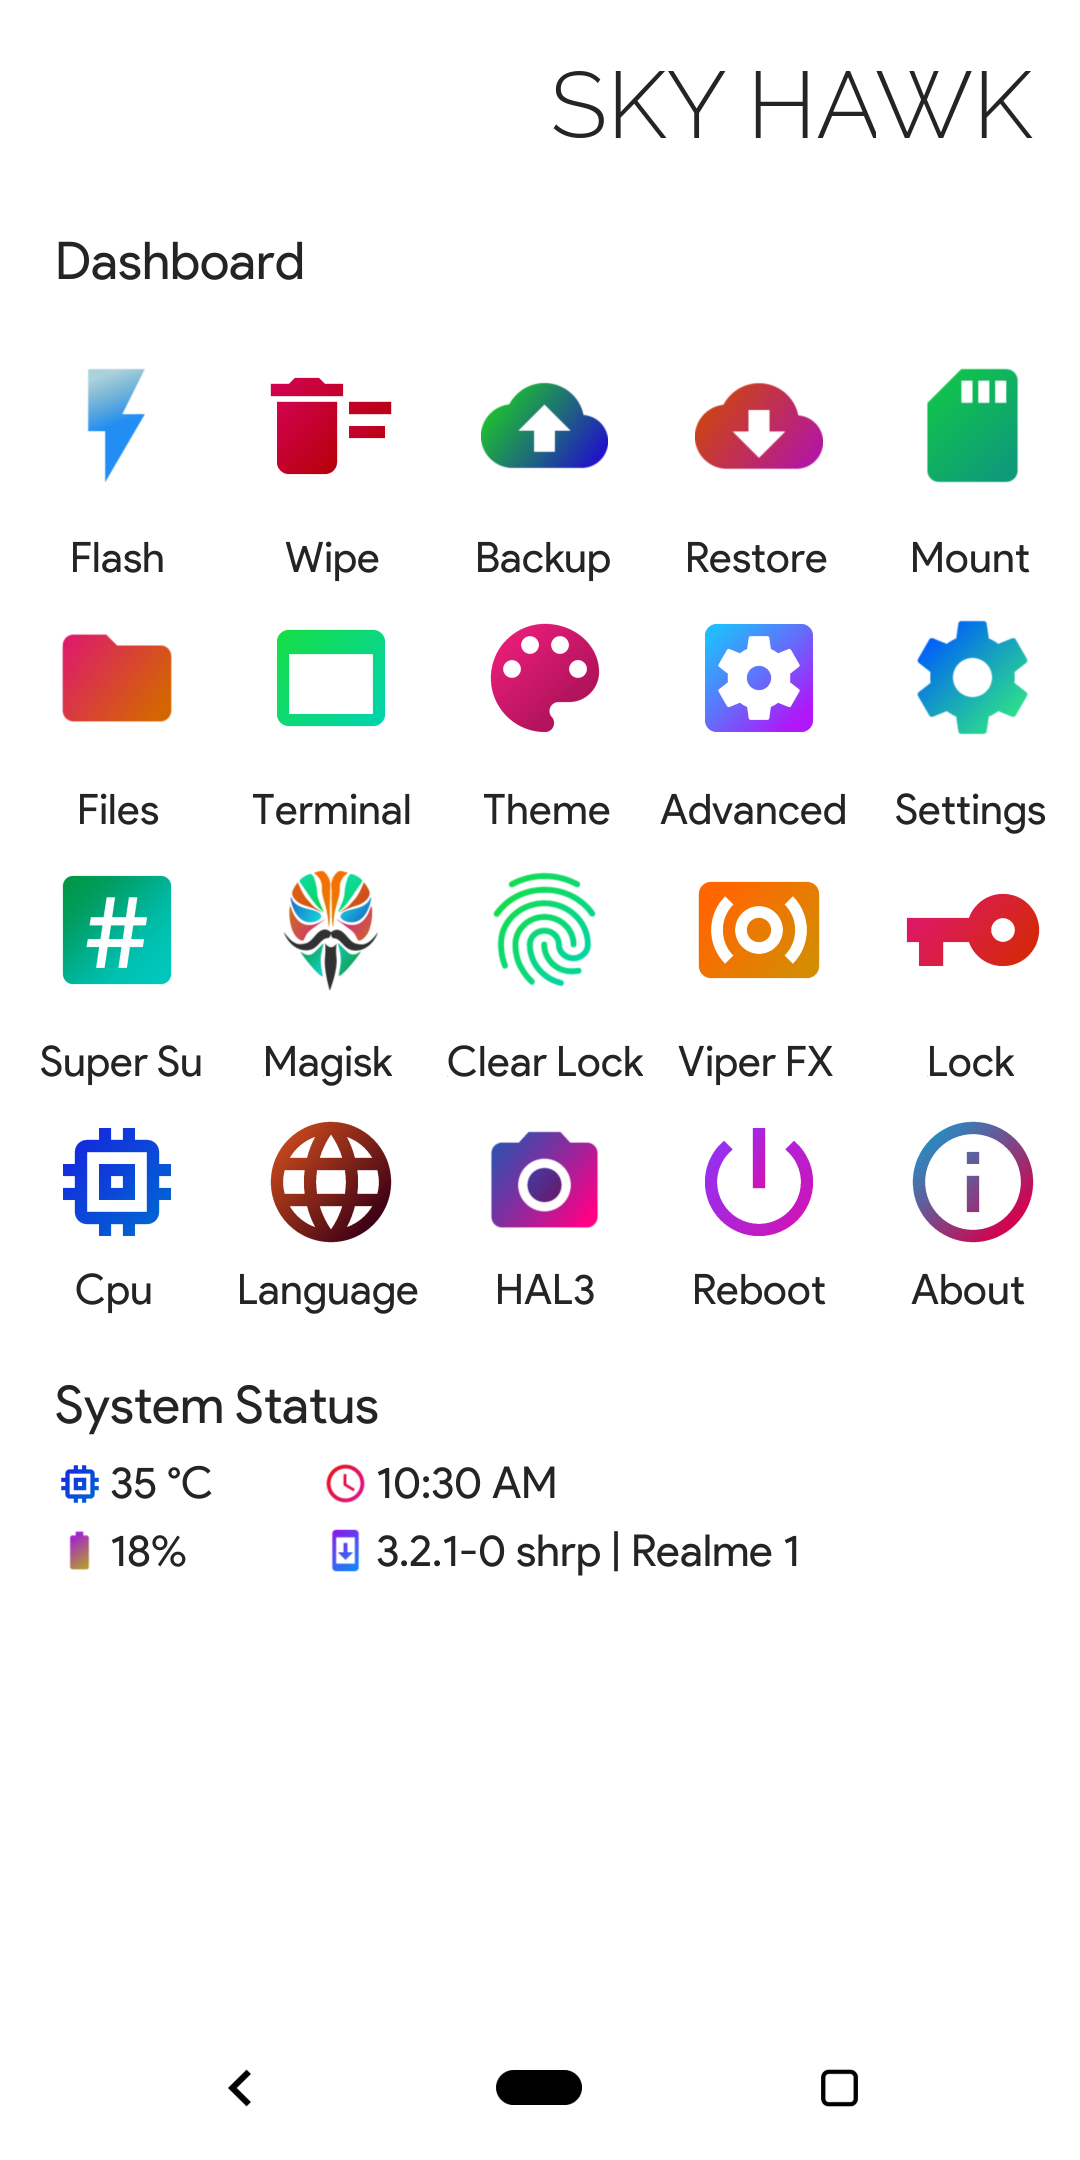 SKY HAWK
Dashboard
Flash Wipe Backup Restore Mount
Files Terminal Theme Advanced Settings
#
Super Su Magisk Clear Lock Viper FX Lock
Cpu Language HAL3 Reboot About
System Status
35 °C 10:30 AM
18% 3.2.1-0 shrp | Realme 1